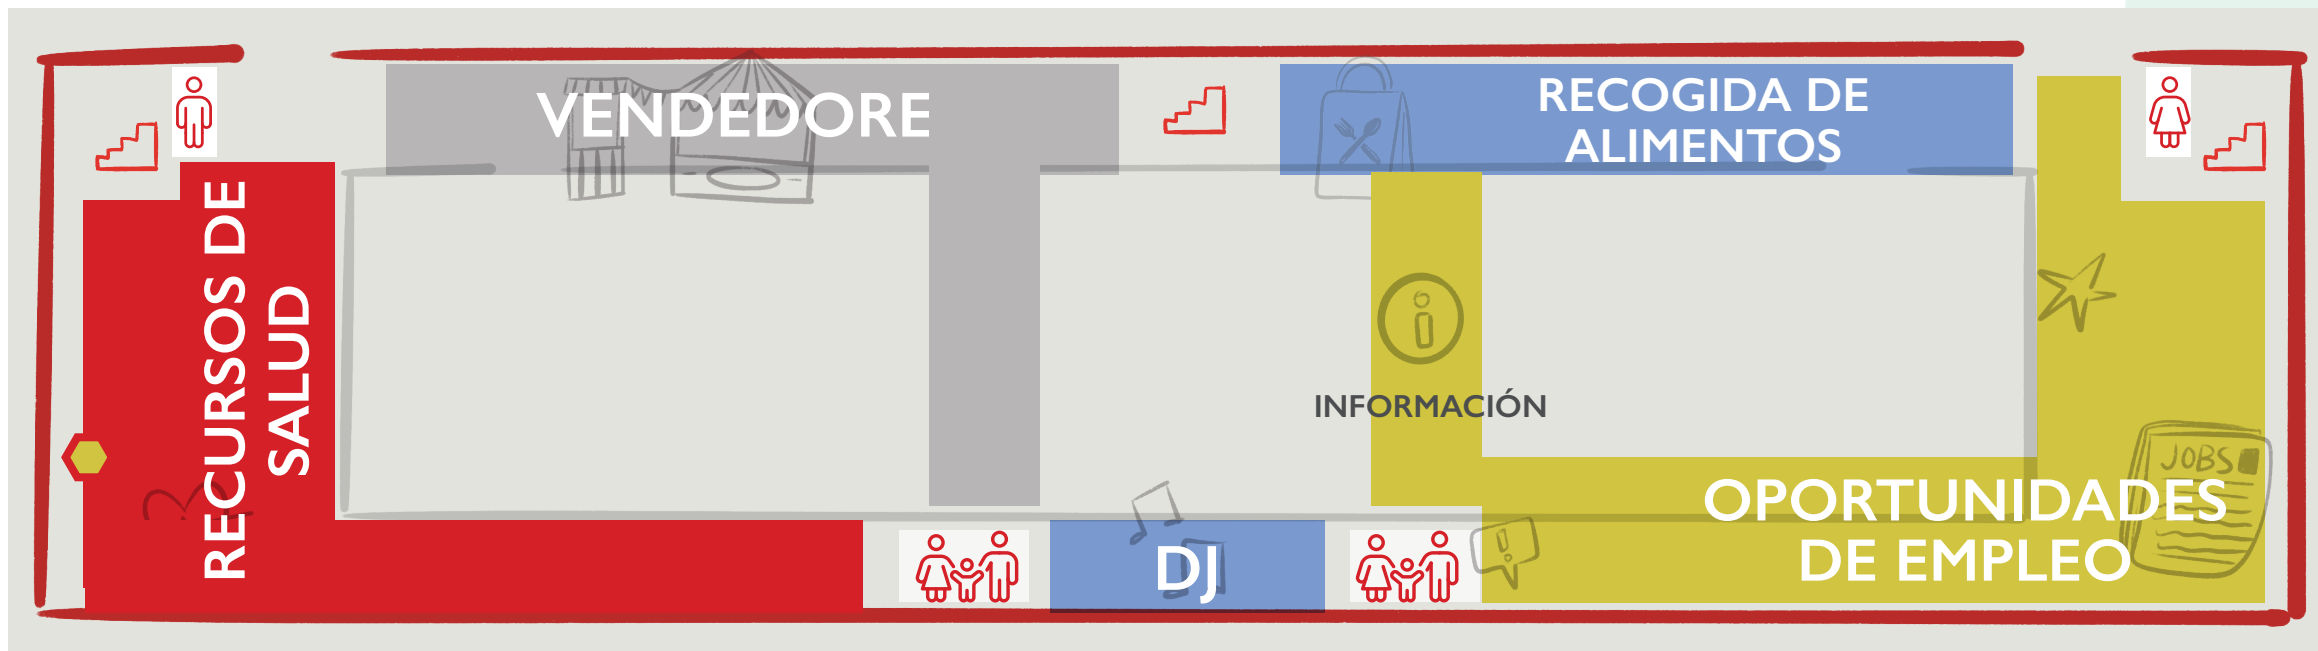 VENDEDORE
RECOGIDA DE
ALIMENTOS
RECURSOS DE
SALUD
INFORMACIÓN
JOBS
OPORTUNIDADES
DE EMPLEO
DJ